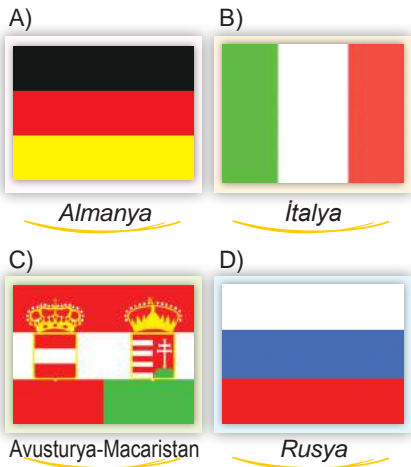 A)
B)
Almanya
İtalya
C)
D)
Avusturya-Macaristan
Rusya